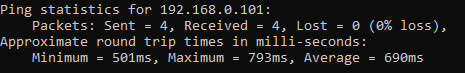 Ping statistics for 192.168.0.101:
    Packets: Sent = 4, Received = 4, Lost = 0 (0% loss),
Approximate round trip times in milli-seconds:
    Minimum = 501ms, Maximum = 793ms, Average = 690ms